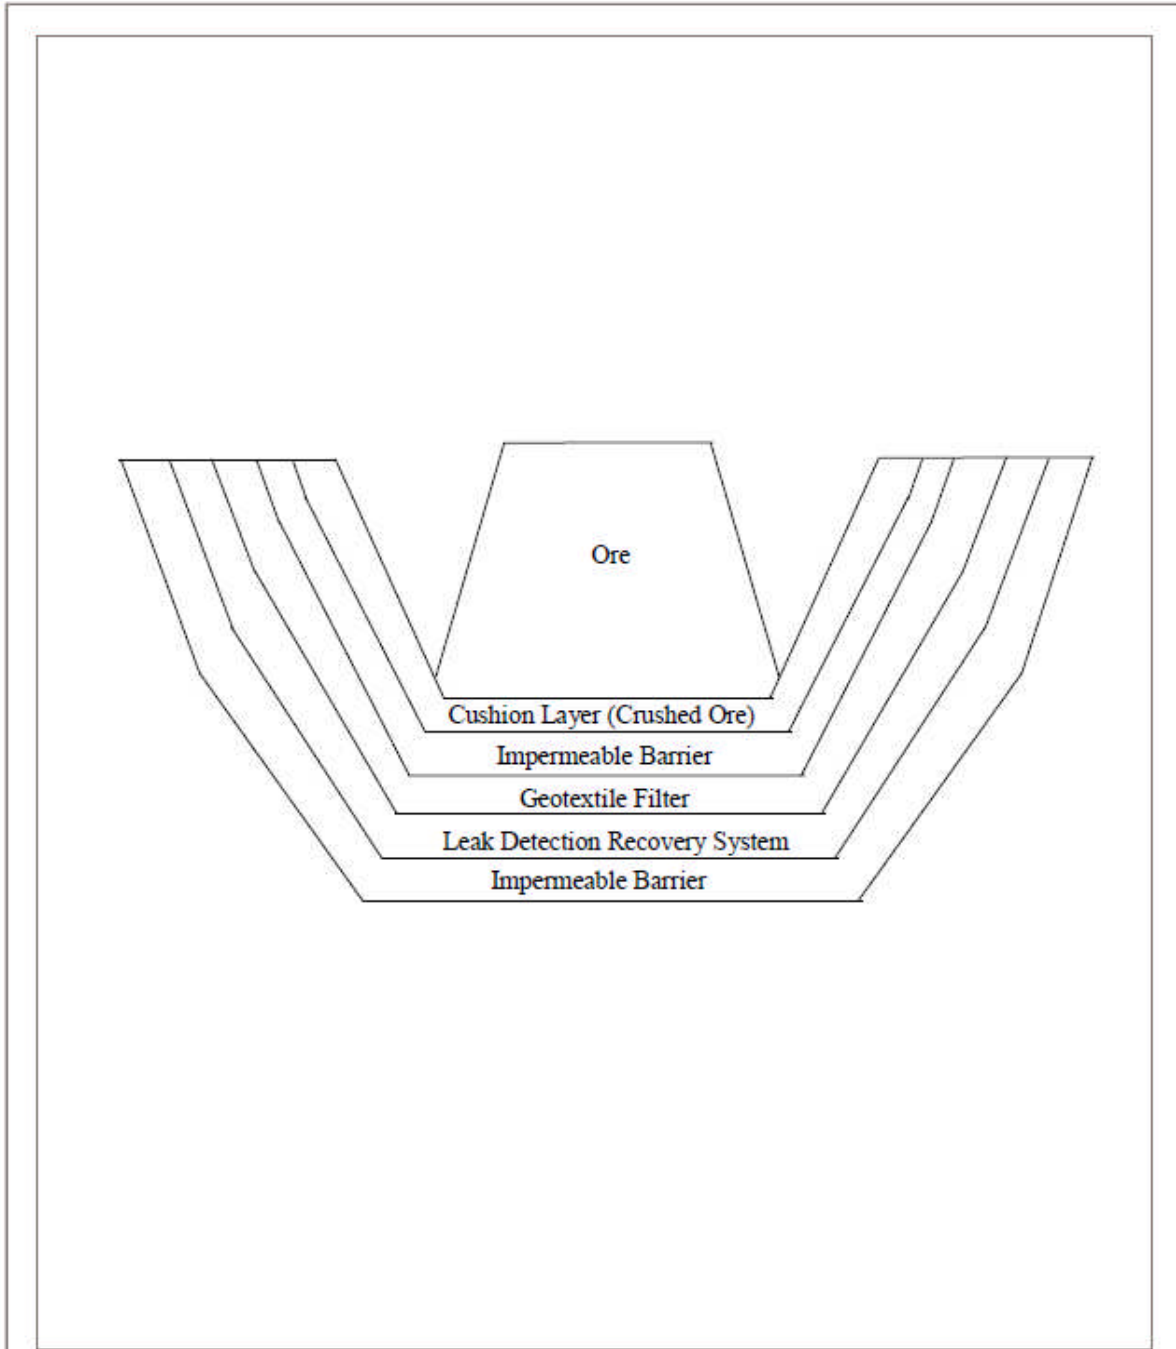 Ore
Cushion Layer (Crushed Ore)
Impermeable Barrier
Geotextile Filter
Leak Detection Recovery System
Impermeable Barrier